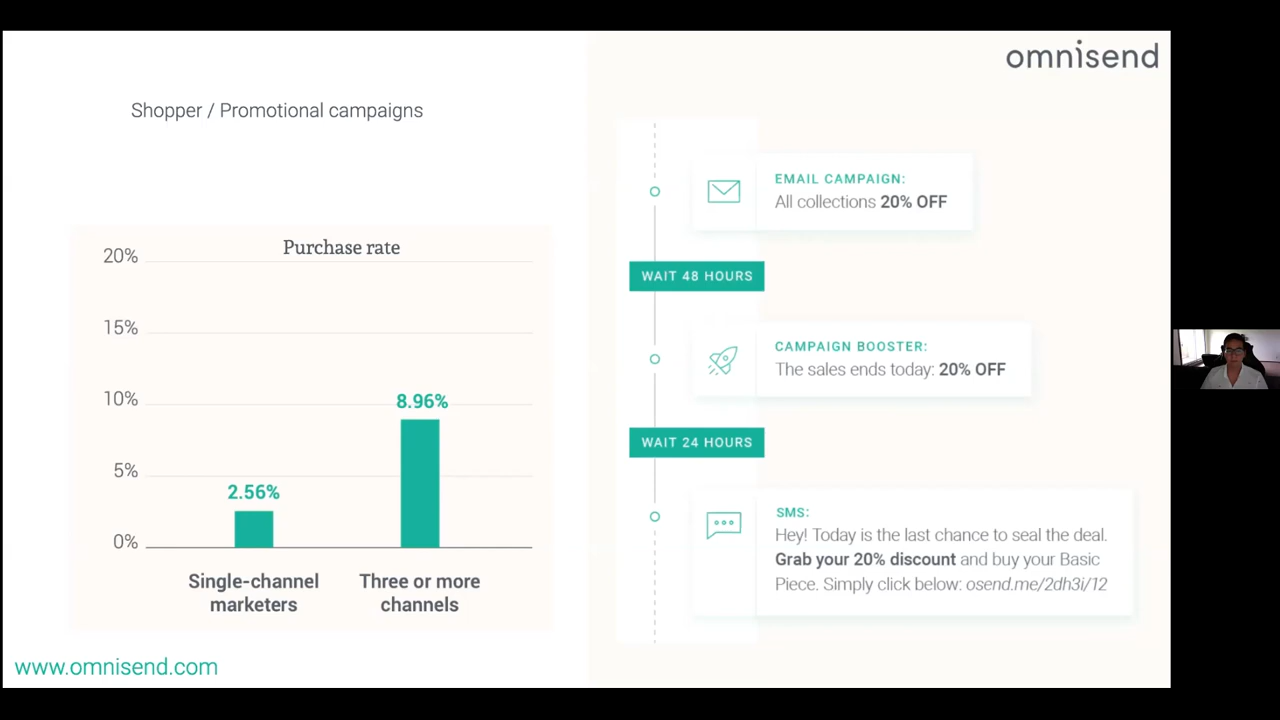 omnisend
Shopper / Promotional campaigns
Purchase rate
20%
15%
10%
5%
0%
2.56%
8.96%
Single-channel
marketers
Three or more
channels
www.omnisend.com
EMAIL CAMPAIGN:
All collections 20% OFF
WAIT 48 HOURS
CAMPAIGN BOOSTER:
The sales ends today: 20% OFF
WAIT 24 HOURS
SMS:
Hey! Today is the last chance to seal the deal.
Grab your 20% discount and buy your Basic
Piece. Simply click below: osend.me/2dh3i/12